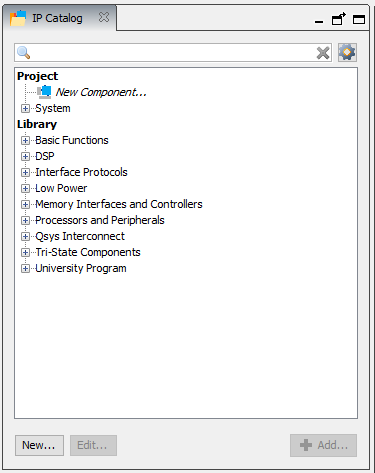 IP Catalog
Project
New Component...
System
Library
Basic Functions
DSP
Interface Protocols
Low Power
Memory Interfaces and Controllers
Processors and Peripherals
Qsys Interconnect
Tri-State Components
University Program
New... Edit... Add...